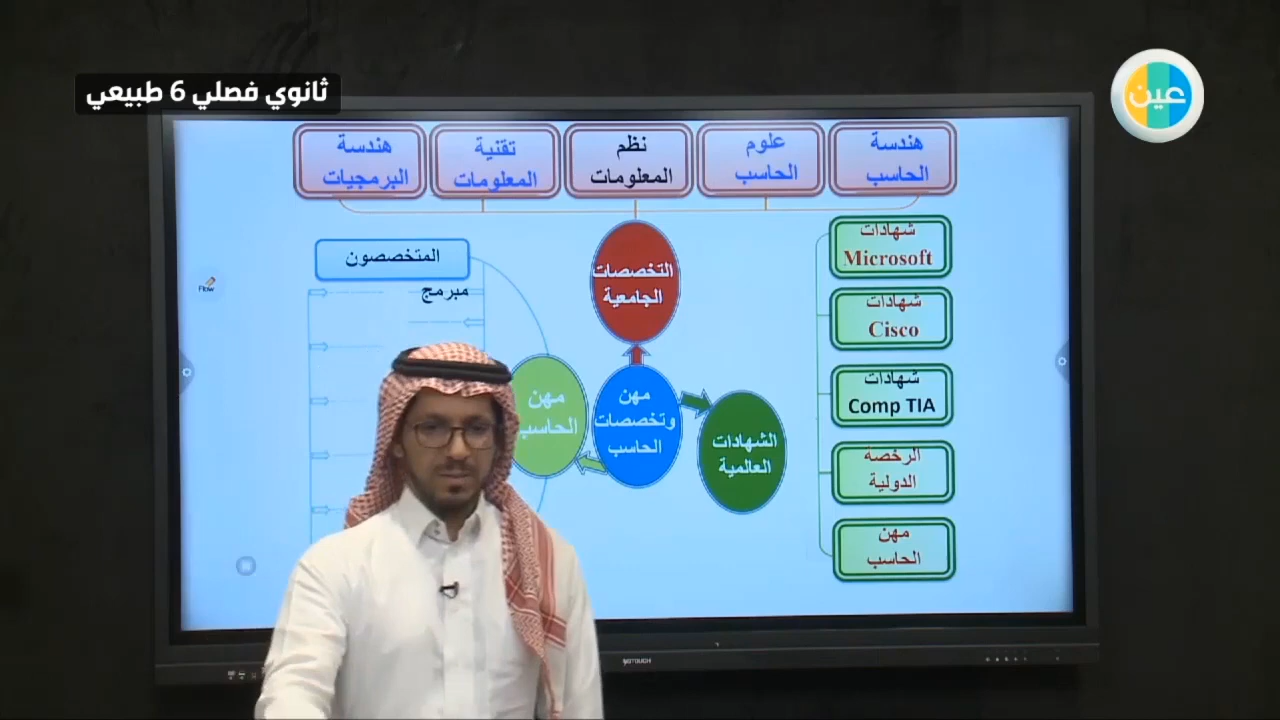 ثانوي فصلي 6 طبيعي
عين
هندسة
الحاسب
علوم
الحاسب
نظم
المعلومات
تقنية
المعلومات
هندسة
البرمجيات
المتخصصون
مبرمج
التخصصات
الجامعية
مهن
وتخصصات
الحاسب
مهن
الحاسب
الشهادات
العالمية
شهادات
Microsoft
شهادات
Cisco
شهادات
Comp TIA
الرخصة
الدولية
مهن
الحاسب
Flow